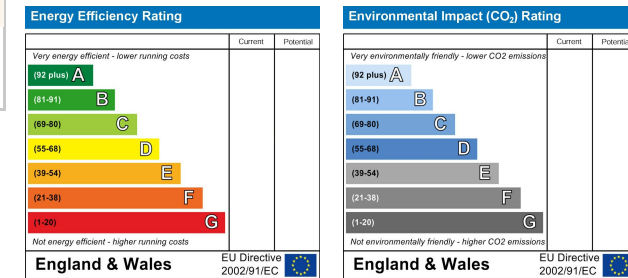 Energy Efficiency Rating
Current Potential
Very energy efficient - lower running costs
(92 plus) A
(81-91) B
(69-80) C
(55-68) D
(39-54) E
(21-38) F
(1-20) G
Not energy efficient - higher running costs
England & Wales
EU Directive
2002/91/EC
Environmental Impact (CO₂) Rating
Current Potential
Very environmentally friendly - lower CO2 emissions
(92 plus) A
(81-91) B
(69-80) C
(55-68) D
(39-54) E
(21-38) F
(1-20) G
Not environmentally friendly - higher CO2 emissions
England & Wales
EU Directive
2002/91/EC